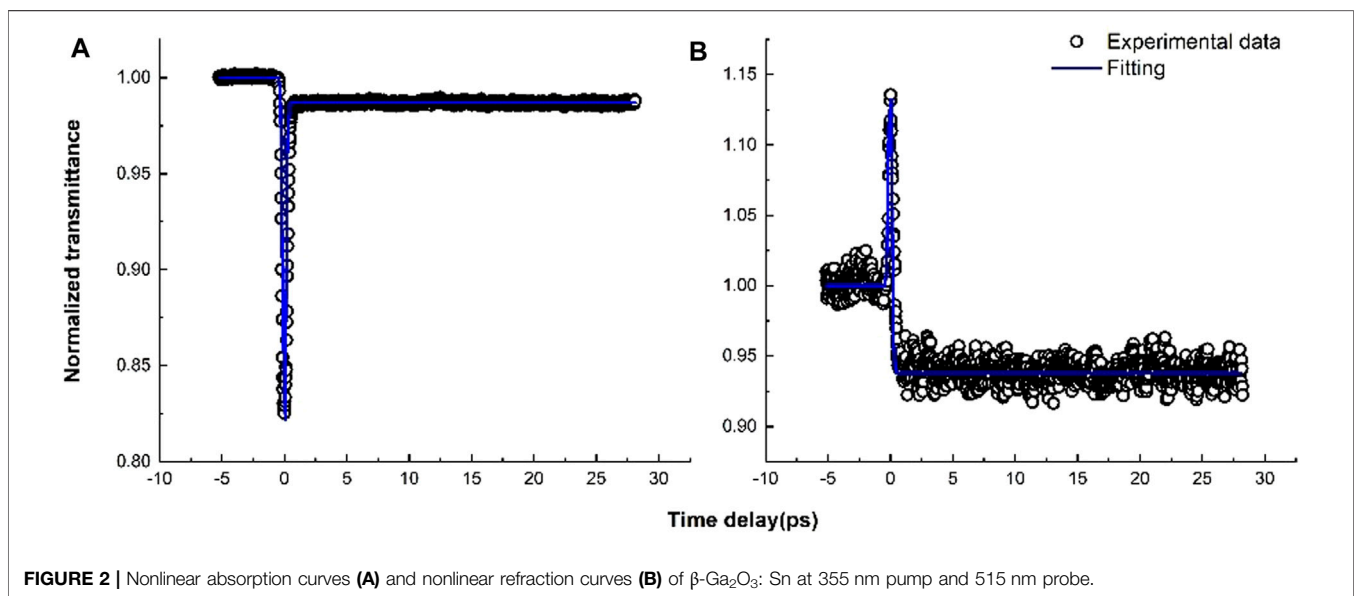 A
B
Experimental data
Fitting
Normalized transmittance
1.00
0.95
0.90
0.85
0.80
-10 -5 0 5 10 15 20 25 30
1.15
1.10
1.05
1.00
0.95
0.90
-10 -5 0 5 10 15 20 25 30
Time delay(ps)
FIGURE 2 | Nonlinear absorption curves (A) and nonlinear refraction curves (B) of β-Ga₂O₃: Sn at 355 nm pump and 515 nm probe.